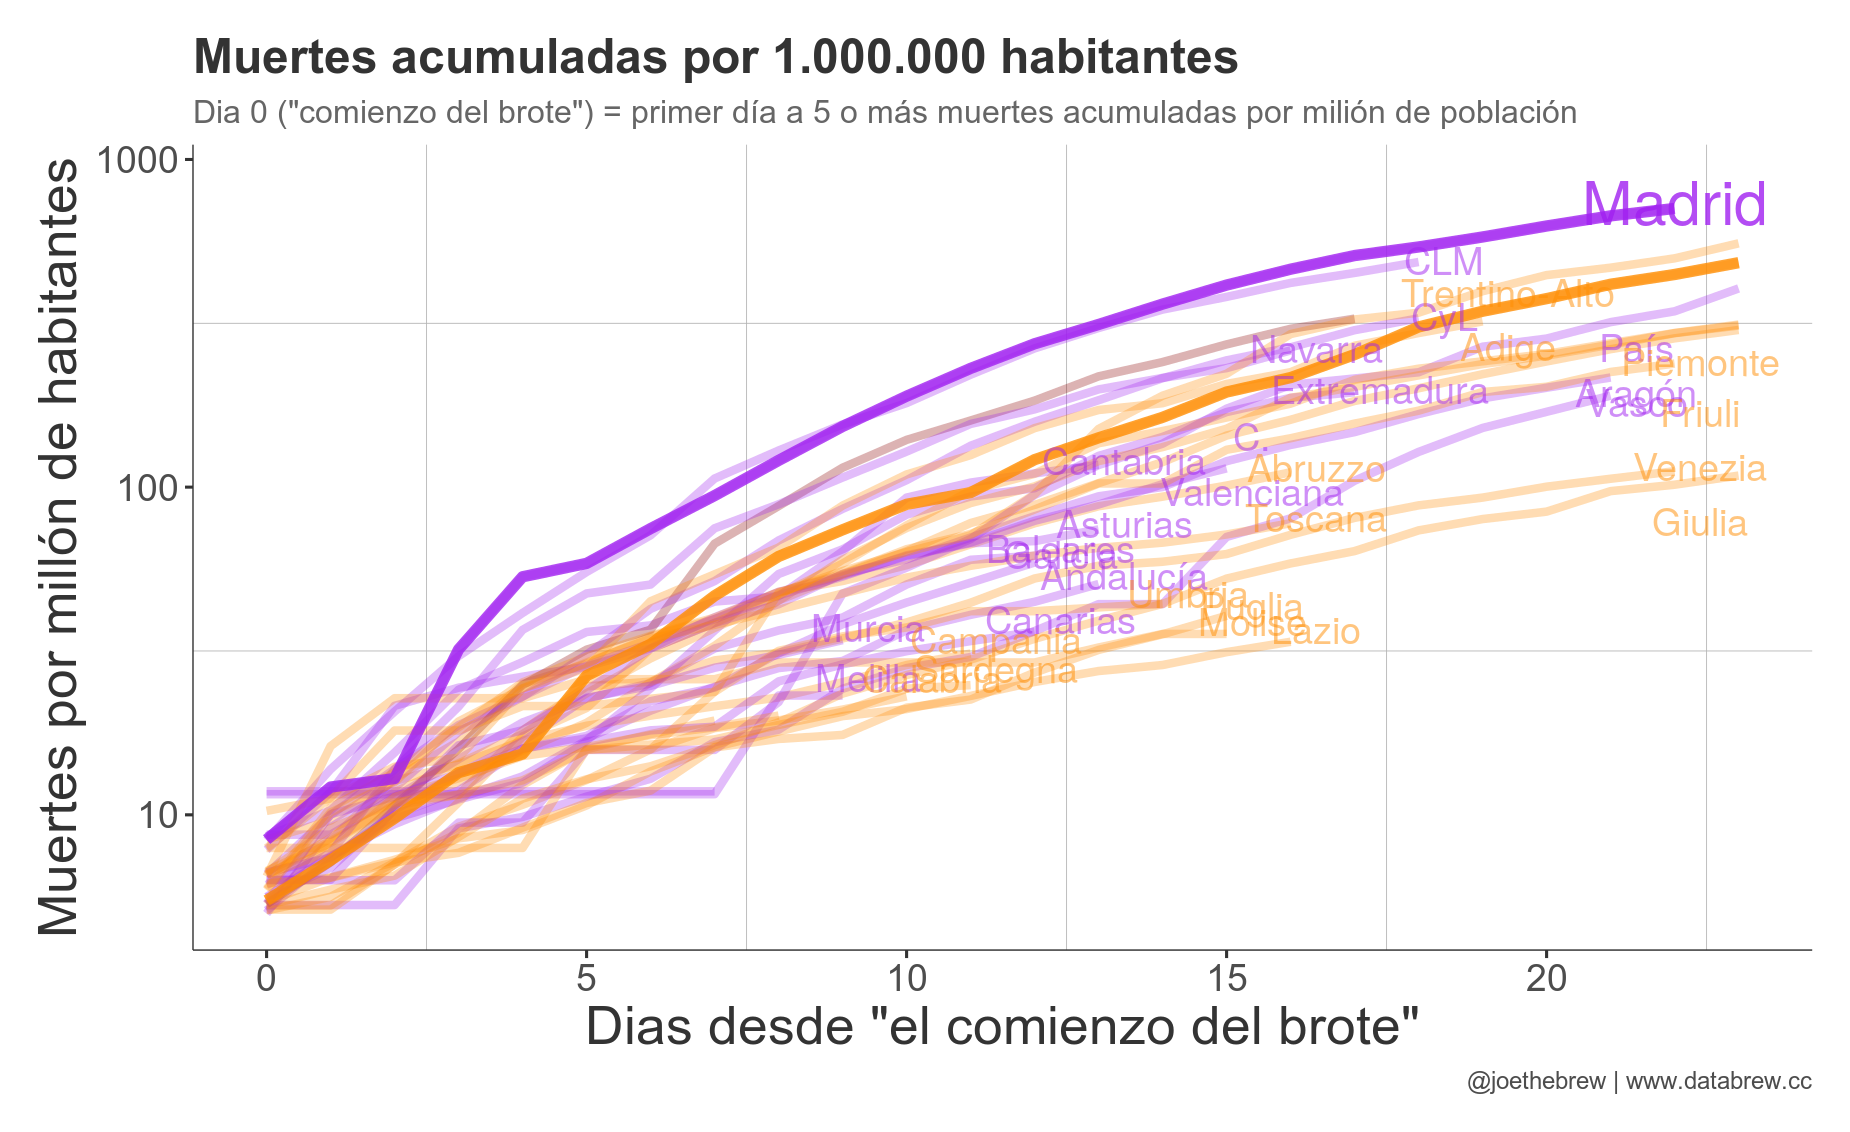 Muertes acumuladas por 1.000.000 habitantes
Dia 0 ("comienzo del brote") = primer día a 5 o más muertes acumuladas por milión de población
Muertes por millón de habitantes
1000
100
10
Madrid
CLM
Trentino-Alto
CyL
Navarra
Adige
País
Piemonte
Extremadura
Aragón
Vasco
Friuli
C.
Cantabria
Abruzzo
Venezia
Valenciana
Toscana
Giulia
Asturias
Baleares
Galicia
Andalucía
Umbria
Puglia
Molise
Murcia
Canarias
Lazio
Campania
Sardegna
Melilla
Calabria
0 5 10 15 20
Dias desde "el comienzo del brote"
@joethebrew | www.databrew.cc